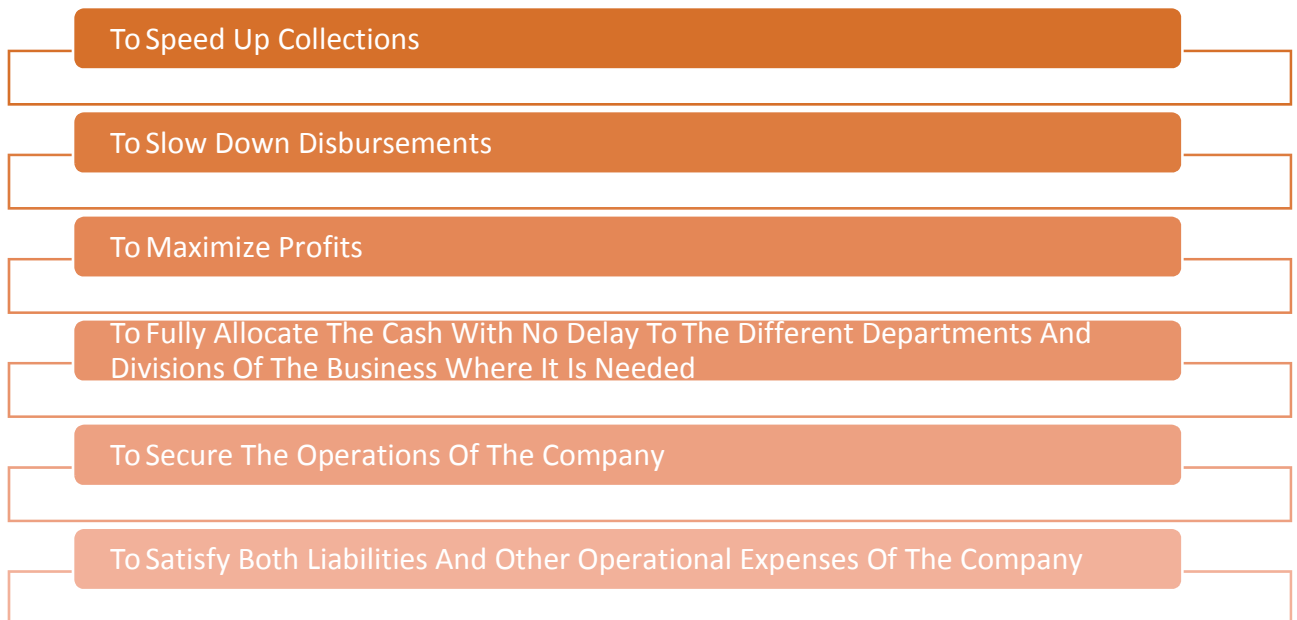 To Speed Up Collections
To Slow Down Disbursements
To Maximize Profits
To Fully Allocate The Cash With No Delay To The Different Departments And
Divisions Of The Business Where It Is Needed
To Secure The Operations Of The Company
To Satisfy Both Liabilities And Other Operational Expenses Of The Company